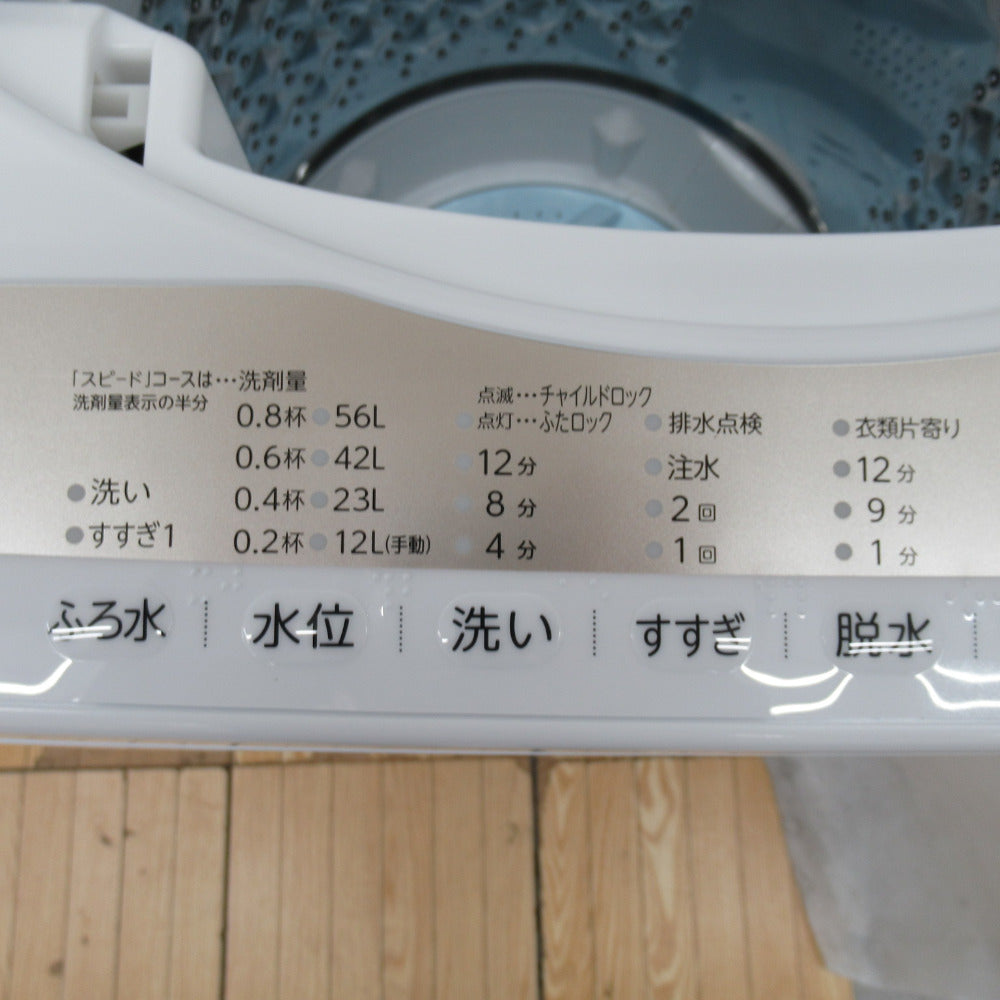 「スピード」コースは…洗剤量
洗剤量表示の半分
洗い
すすぎ1
0.8杯 56L
0.6杯 42L
0.4杯 23L
0.2杯 12L(手動)
点滅…チャイルドロック
点灯…ふたロック
12分
8分
4分
排水点検
注水
2回
1回
衣類片寄り
12分
9分
1分
ふろ水 水位 洗い すすぎ 脱水